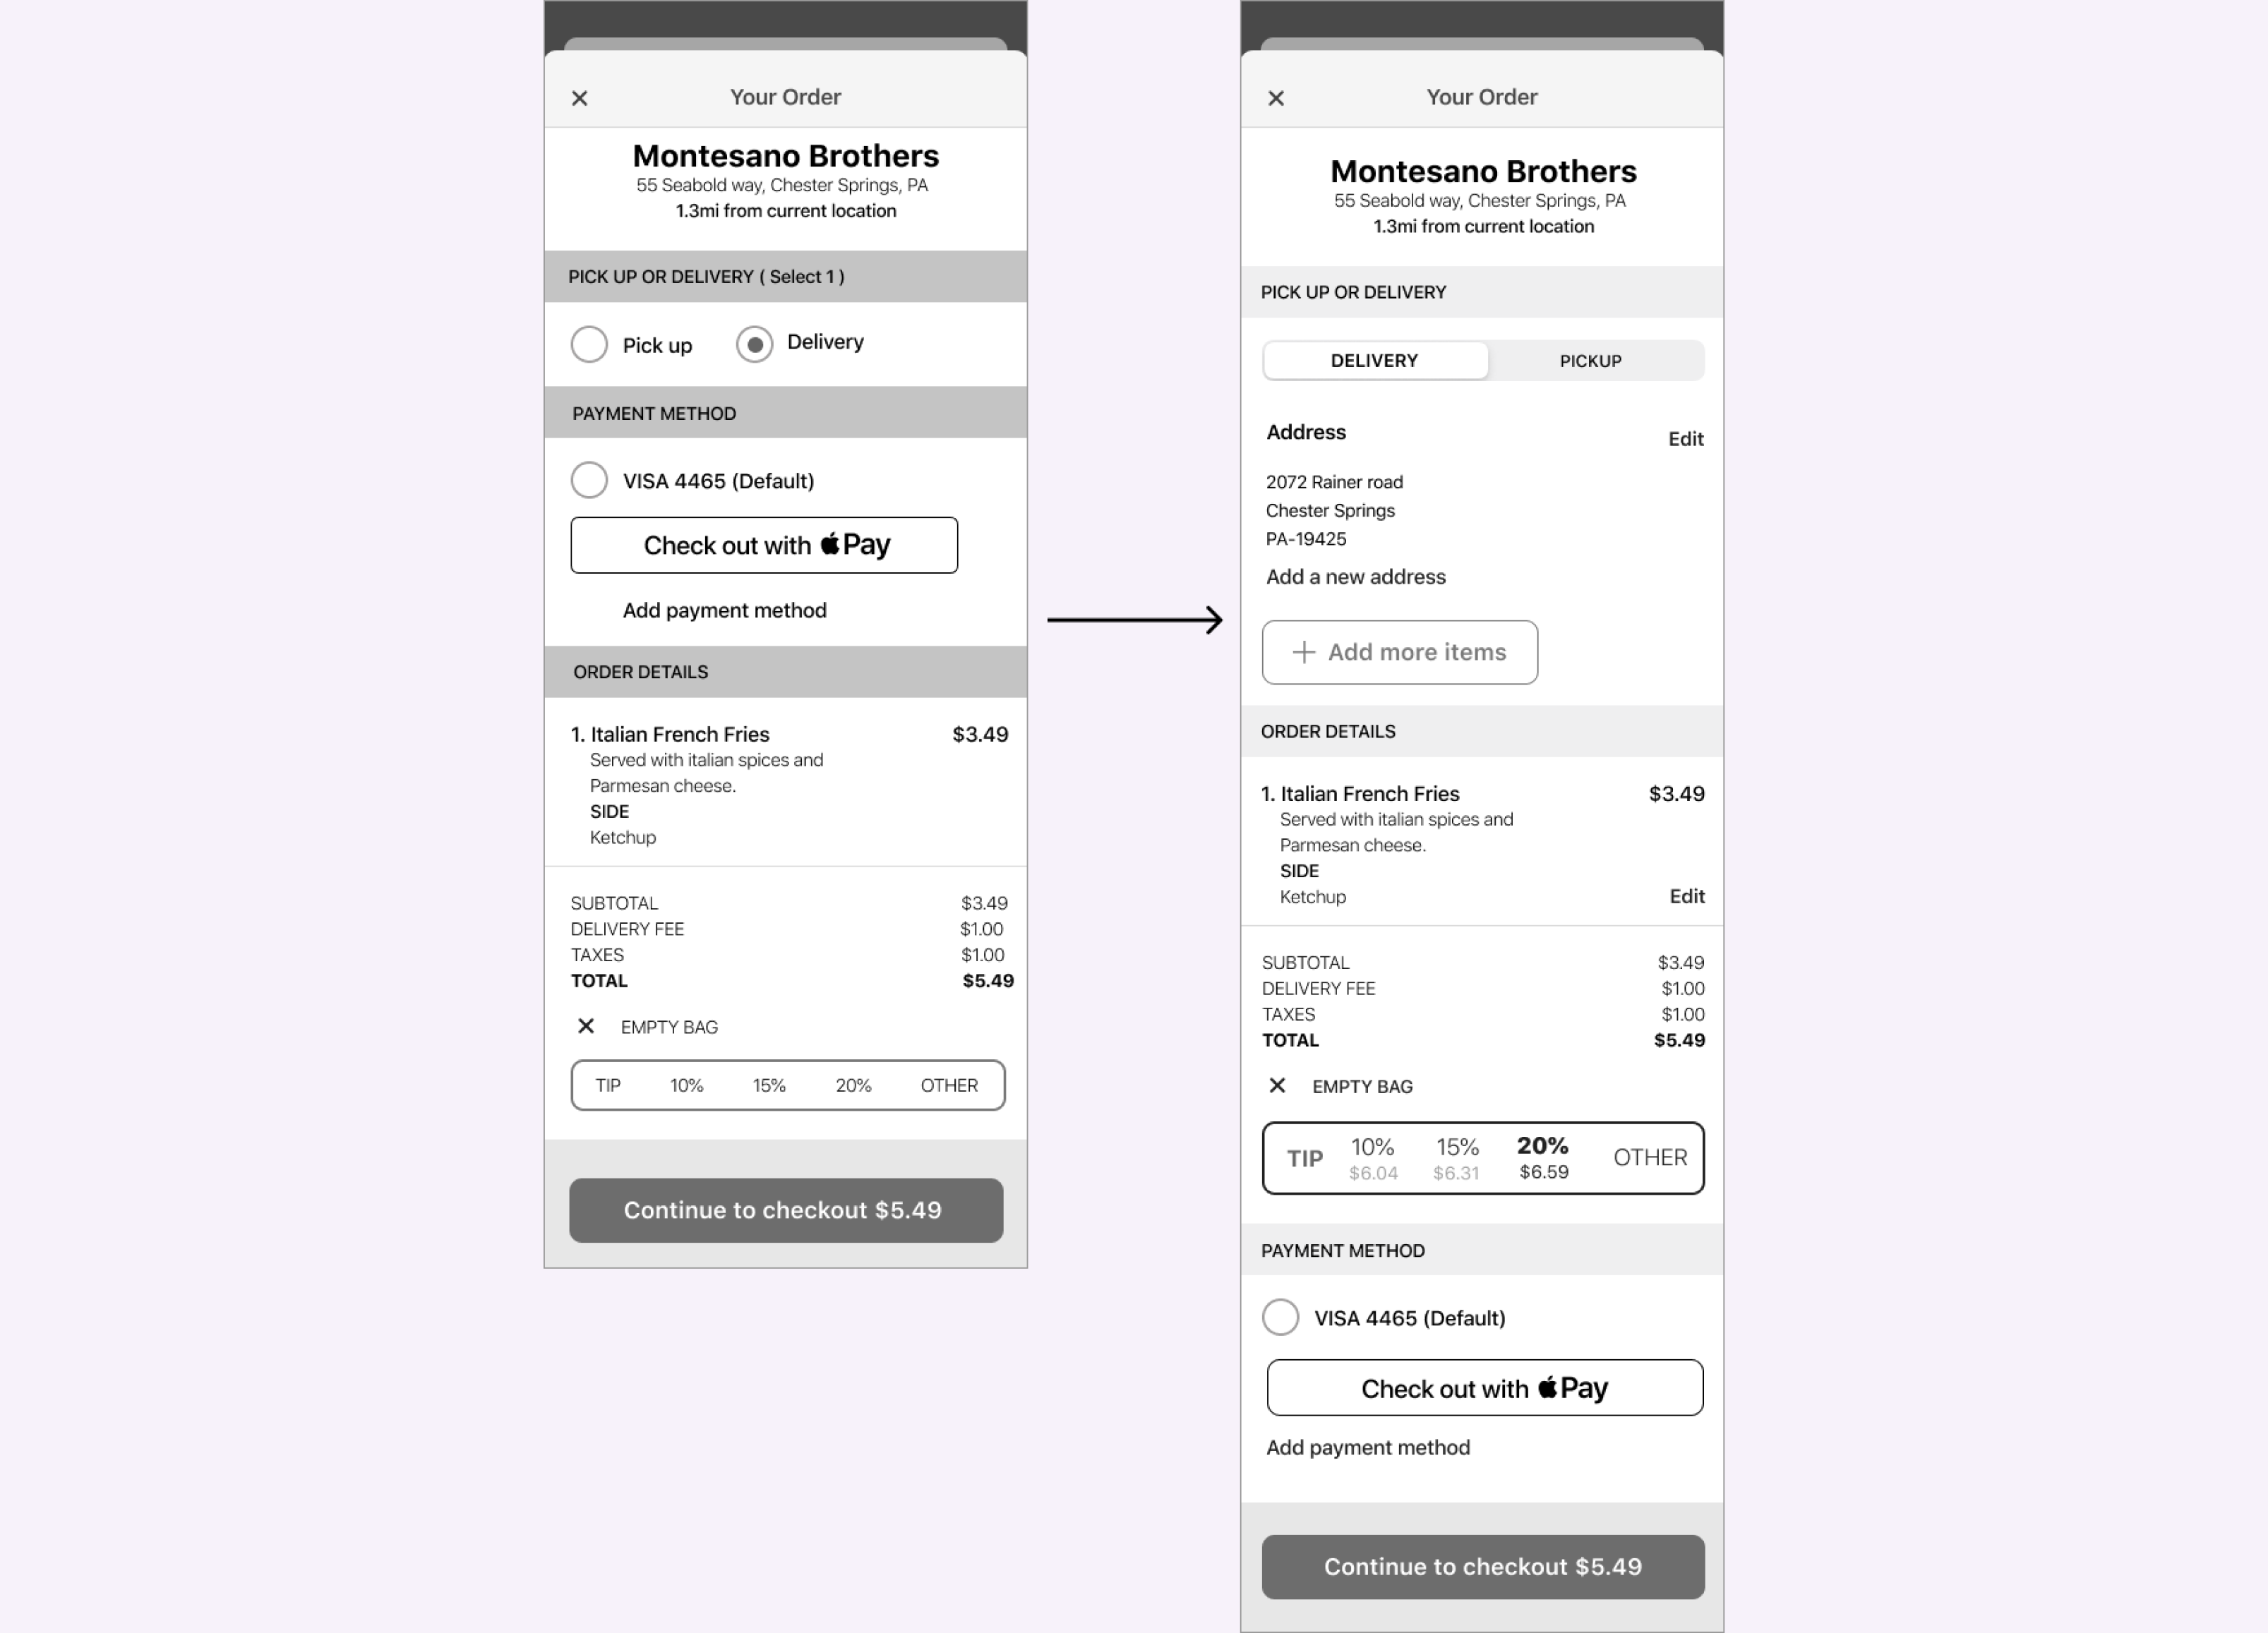 Your Order
Montesano Brothers
55 Seabold way, Chester Springs, PA
1.3mi from current location
PICK UP OR DELIVERY ( Select 1 )
Pick up Delivery
PAYMENT METHOD
VISA 4465 (Default)
Check out with Pay
Add payment method
ORDER DETAILS
1. Italian French Fries $3.49
Served with italian spices and
Parmesan cheese.
SIDE
Ketchup
SUBTOTAL $3.49
DELIVERY FEE $1.00
TAXES $1.00
TOTAL $5.49
EMPTY BAG
TIP 10% 15% 20% OTHER
Continue to checkout $5.49
Your Order
Montesano Brothers
55 Seabold way, Chester Springs, PA
1.3mi from current location
PICK UP OR DELIVERY
DELIVERY PICKUP
Address Edit
2072 Rainer road
Chester Springs
PA-19425
Add a new address
+ Add more items
ORDER DETAILS
1. Italian French Fries $3.49
Served with italian spices and
Parmesan cheese.
SIDE
Ketchup Edit
SUBTOTAL $3.49
DELIVERY FEE $1.00
TAXES $1.00
TOTAL $5.49
EMPTY BAG
TIP 10% 15% 20% OTHER
$6.04 $6.31 $6.59
PAYMENT METHOD
VISA 4465 (Default)
Check out with Pay
Add payment method
Continue to checkout $5.49